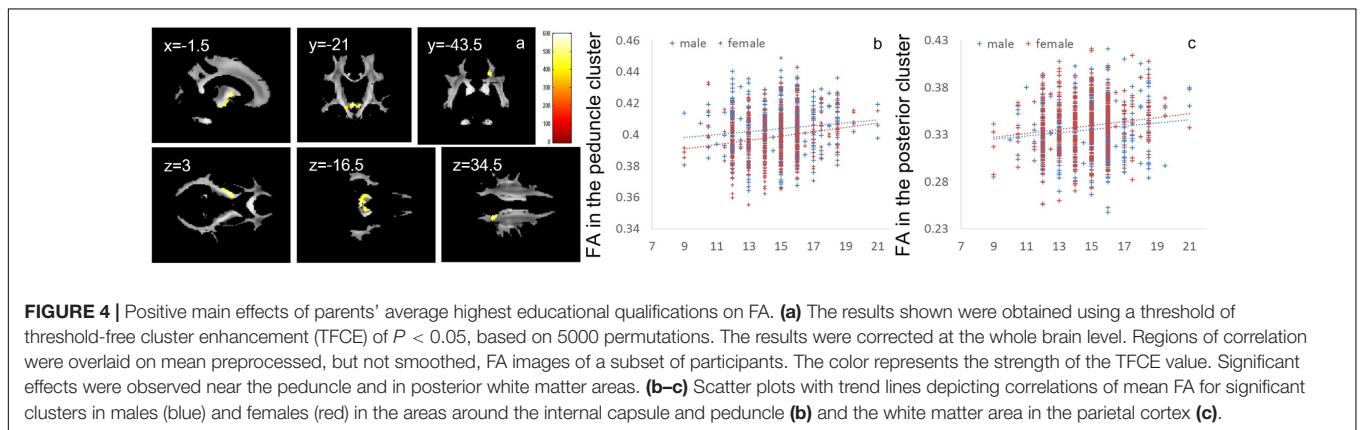 x=-1.5
y=-21
y=-43.5
a
600
500
400
300
200
100
0
z=3
z=-16.5
z=34.5
FA in the peduncle cluster
0.46
0.44
0.42
0.4
0.38
0.36
0.34
+ male + female
b
7 9 11 13 15 17 19 21
FA in the posterior cluster
0.43
0.38
0.33
0.28
0.23
+ male + female
c
7 9 11 13 15 17 19 21
FIGURE 4 | Positive main effects of parents’ average highest educational qualifications on FA. (a) The results shown were obtained using a threshold of
threshold-free cluster enhancement (TFCE) of P < 0.05, based on 5000 permutations. The results were corrected at the whole brain level. Regions of correlation
were overlaid on mean preprocessed, but not smoothed, FA images of a subset of participants. The color represents the strength of the TFCE value. Significant
effects were observed near the peduncle and in posterior white matter areas. (b–c) Scatter plots with trend lines depicting correlations of mean FA for significant
clusters in males (blue) and females (red) in the areas around the internal capsule and peduncle (b) and the white matter area in the parietal cortex (c).